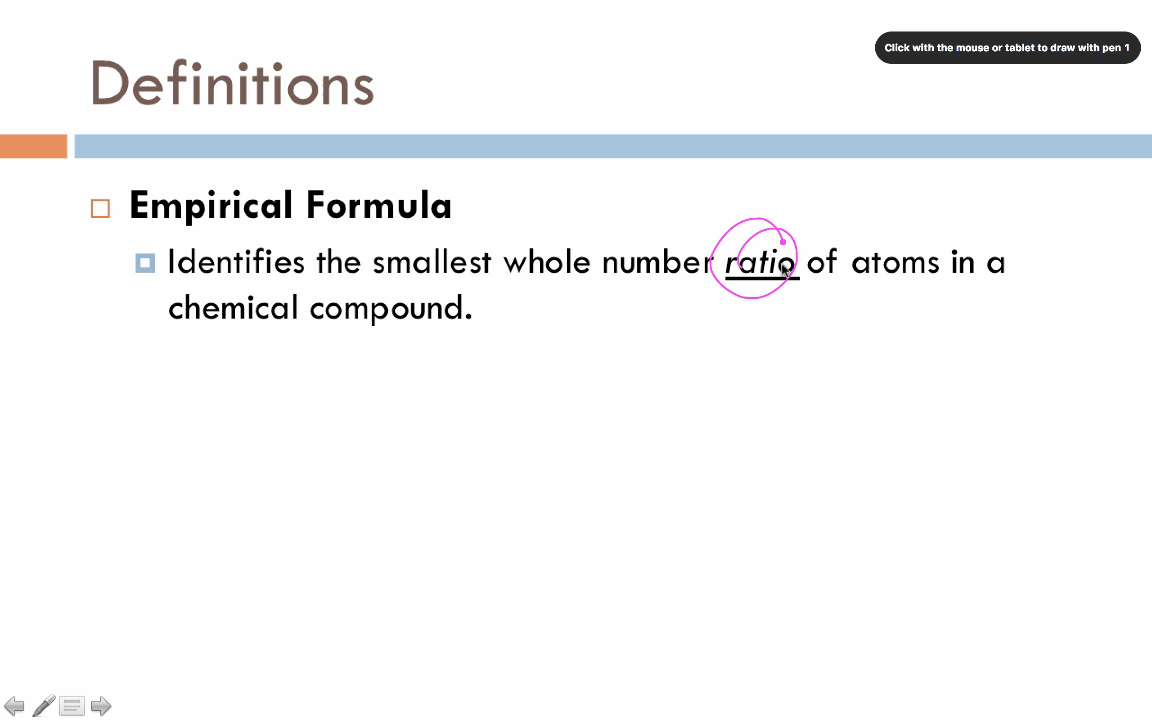 Click with the mouse or tablet to draw with pen 1
Definitions
Empirical Formula
Identifies the smallest whole number ratio of atoms in a
chemical compound.